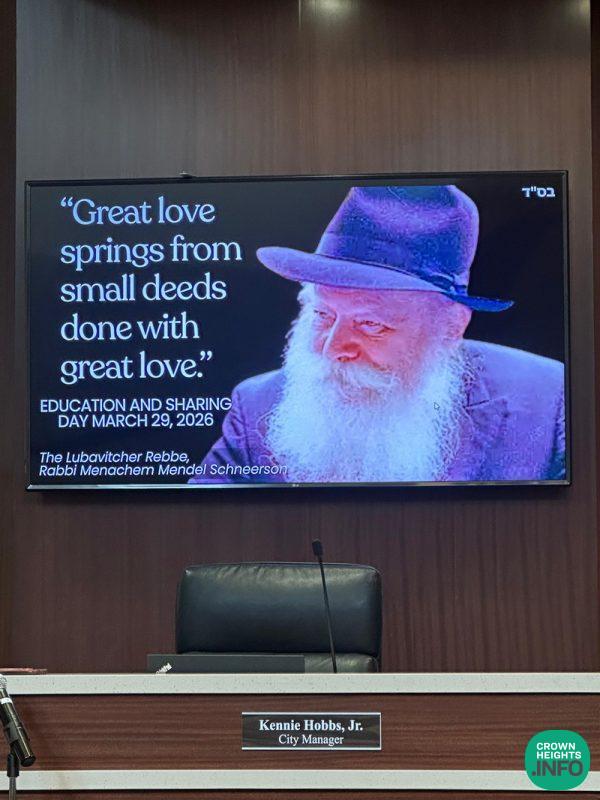 בס"ד
“Great love
springs from
small deeds
done with
great love.”
EDUCATION AND SHARING
DAY MARCH 29, 2026
The Lubavitcher Rebbe,
Rabbi Menachem Mendel Schneerson
Kennie Hobbs, Jr.
City Manager
CROWN
HEIGHTS
.INFO